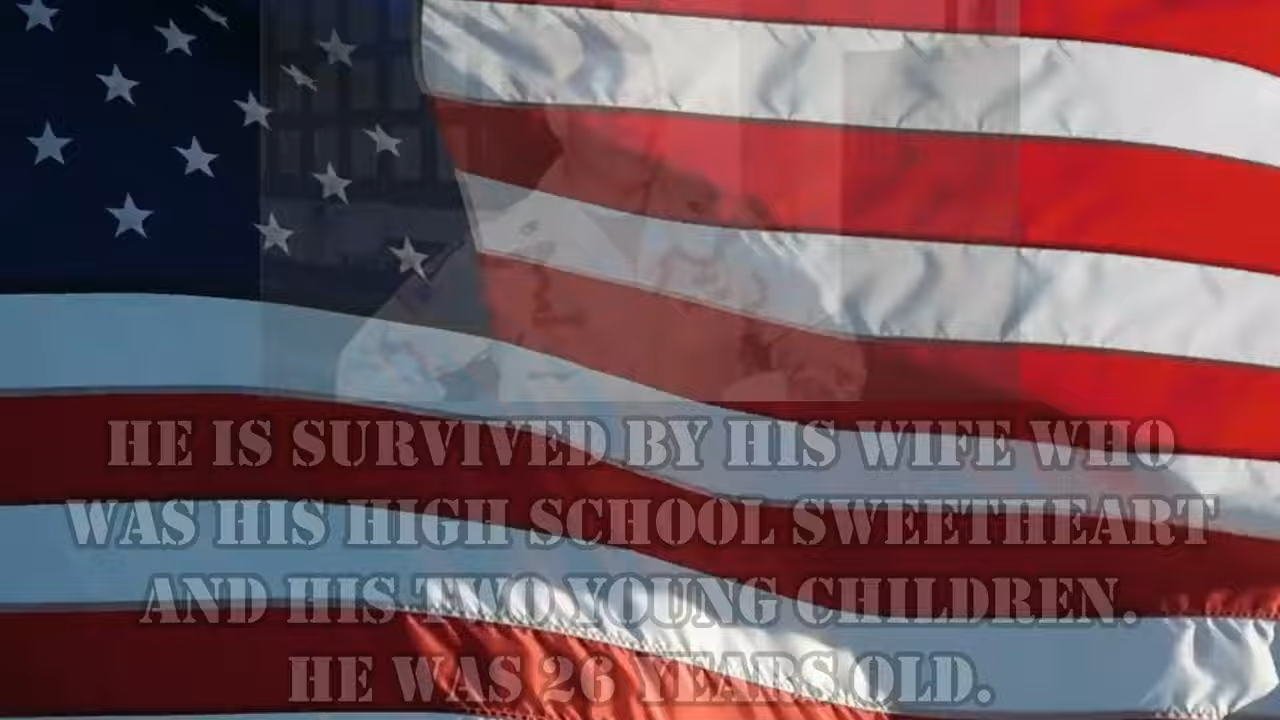 HE IS SURVIVED BY HIS WIFE WHO
WAS HIS HIGH SCHOOL SWEETHEART
AND HIS TWO YOUNG CHILDREN.
HE WAS 26 YEARS OLD.